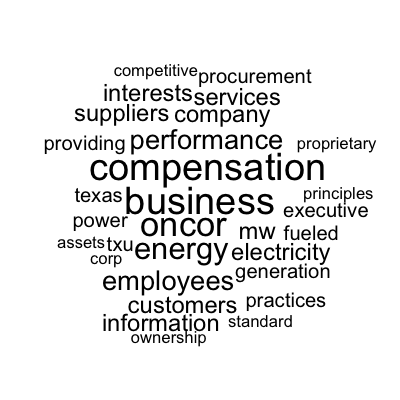 competitive procurement
interests services
suppliers company
providing performance proprietary
compensation
texas business principles
executive
power oncor mw fueled
assets txu energy electricity
corp
employees generation
customers practices
information standard
ownership